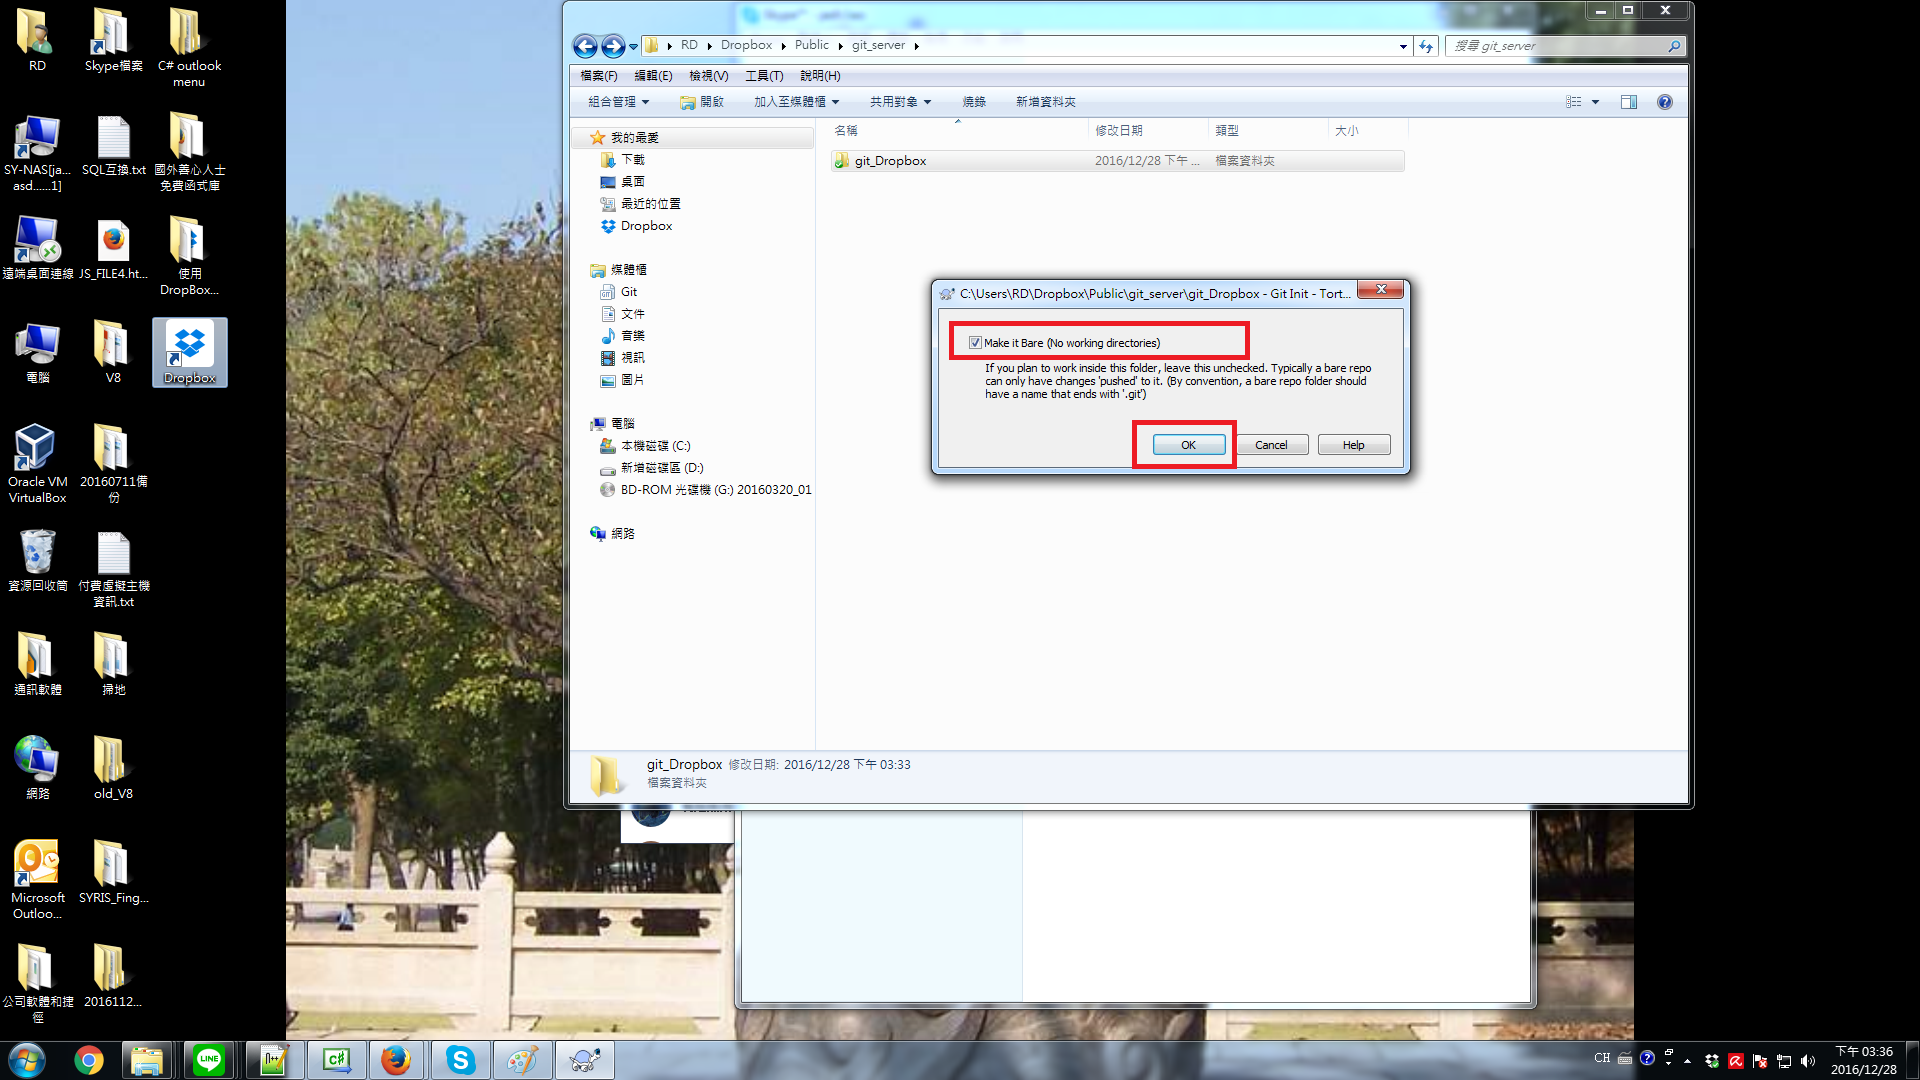 RD
Skype檔案
C# outlook
menu
SY-NAS[ja...
asd......1]
SQL互換.txt
國外善心人士
免費函式庫
遠端桌面連線
JS_FILE4.ht...
使用
DropBox...
電腦
V8
Dropbox
Oracle VM
VirtualBox
20160711備
份
資源回收筒
付費虛擬主機
資訊.txt
通訊軟體
掃地
網路
old_V8
Microsoft
Outloo...
SYRIS_Fing...
公司軟體和捷
徑
2016112...
RD
Dropbox
Public
git_server
搜尋 git_server
檔案(F)
編輯(E)
檢視(V)
工具(T)
說明(H)
組合管理
開啟
加入至媒體櫃
共用對象
燒錄
新增資料夾
我的最愛
下載
桌面
最近的位置
Dropbox
媒體櫃
Git
文件
音樂
視訊
圖片
電腦
本機磁碟 (C:)
新增磁碟區 (D:)
BD-ROM 光碟機 (G:) 20160320_01
網路
名稱
修改日期
類型
大小
git_Dropbox
2016/12/28 下午 ...
檔案資料夾
C:\Users\RD\Dropbox\Public\git_server\git_Dropbox - Git Init - Tort...
Make it Bare (No working directories)
If you plan to work inside this folder, leave this unchecked. Typically a bare repo
can only have changes 'pushed' to it. (By convention, a bare repo folder should
have a name that ends with '.git')
OK
Cancel
Help
git_Dropbox
修改日期: 2016/12/28 下午 03:33
檔案資料夾
LINE
n++
C#
CH
下午 03:36
2016/12/28